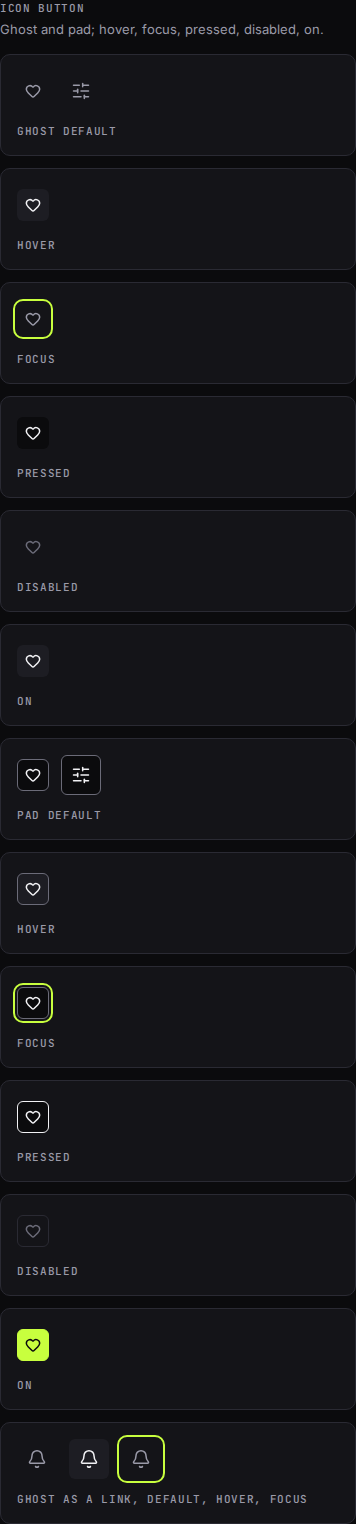 ICON BUTTON
Ghost and pad; hover, focus, pressed, disabled, on.
GHOST DEFAULT
HOVER
FOCUS
PRESSED
DISABLED
ON
PAD DEFAULT
HOVER
FOCUS
PRESSED
DISABLED
ON
GHOST AS A LINK, DEFAULT, HOVER, FOCUS